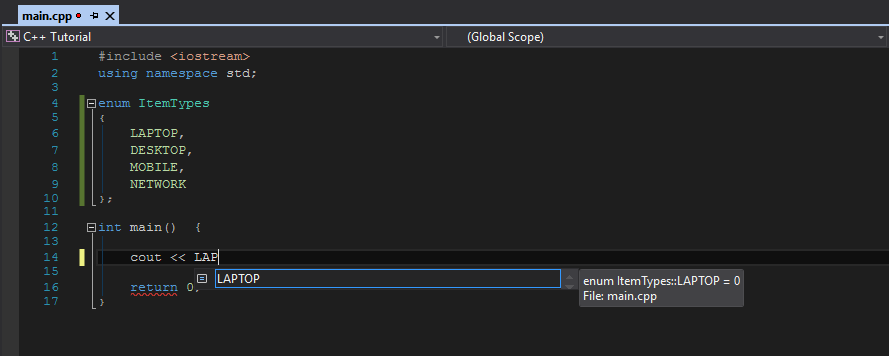 main.cpp
C++ Tutorial (Global Scope)
1 #include <iostream>
2 using namespace std;
3
4 enum ItemTypes
5 {
6 LAPTOP,
7 DESKTOP,
8 MOBILE,
9 NETWORK
10 };
11
12 int main() {
13
14 cout << LAP
15 LAPTOP
enum ItemTypes::LAPTOP = 0
File: main.cpp
16 return 0;
17 }